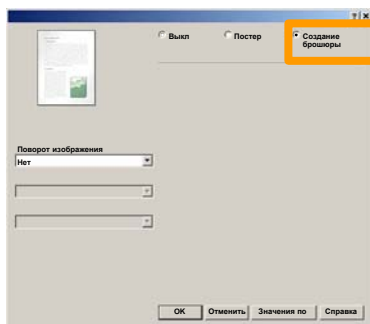 Выкл
Постер
Создание
брошюры
Поворот изображения
Нет
OK
Отменить
Значения по
Справка